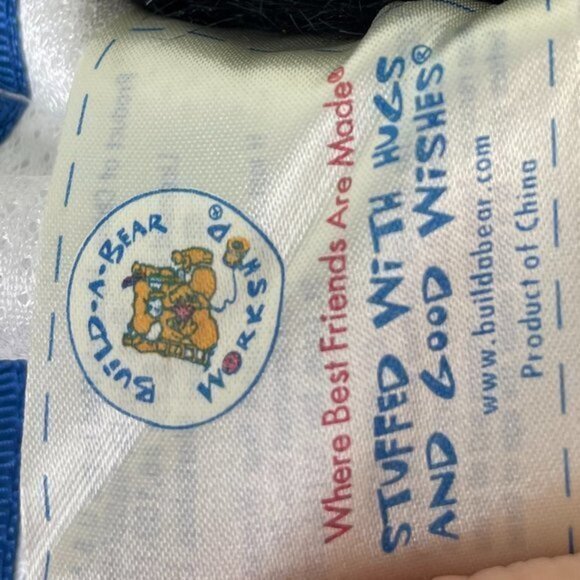 BUILD-A-BEAR
WORKSHOP®
Where Best Friends Are Made®
STUFFED WITH HUGS
AND GOOD WISHES®
www.buildabear.com
Product of China